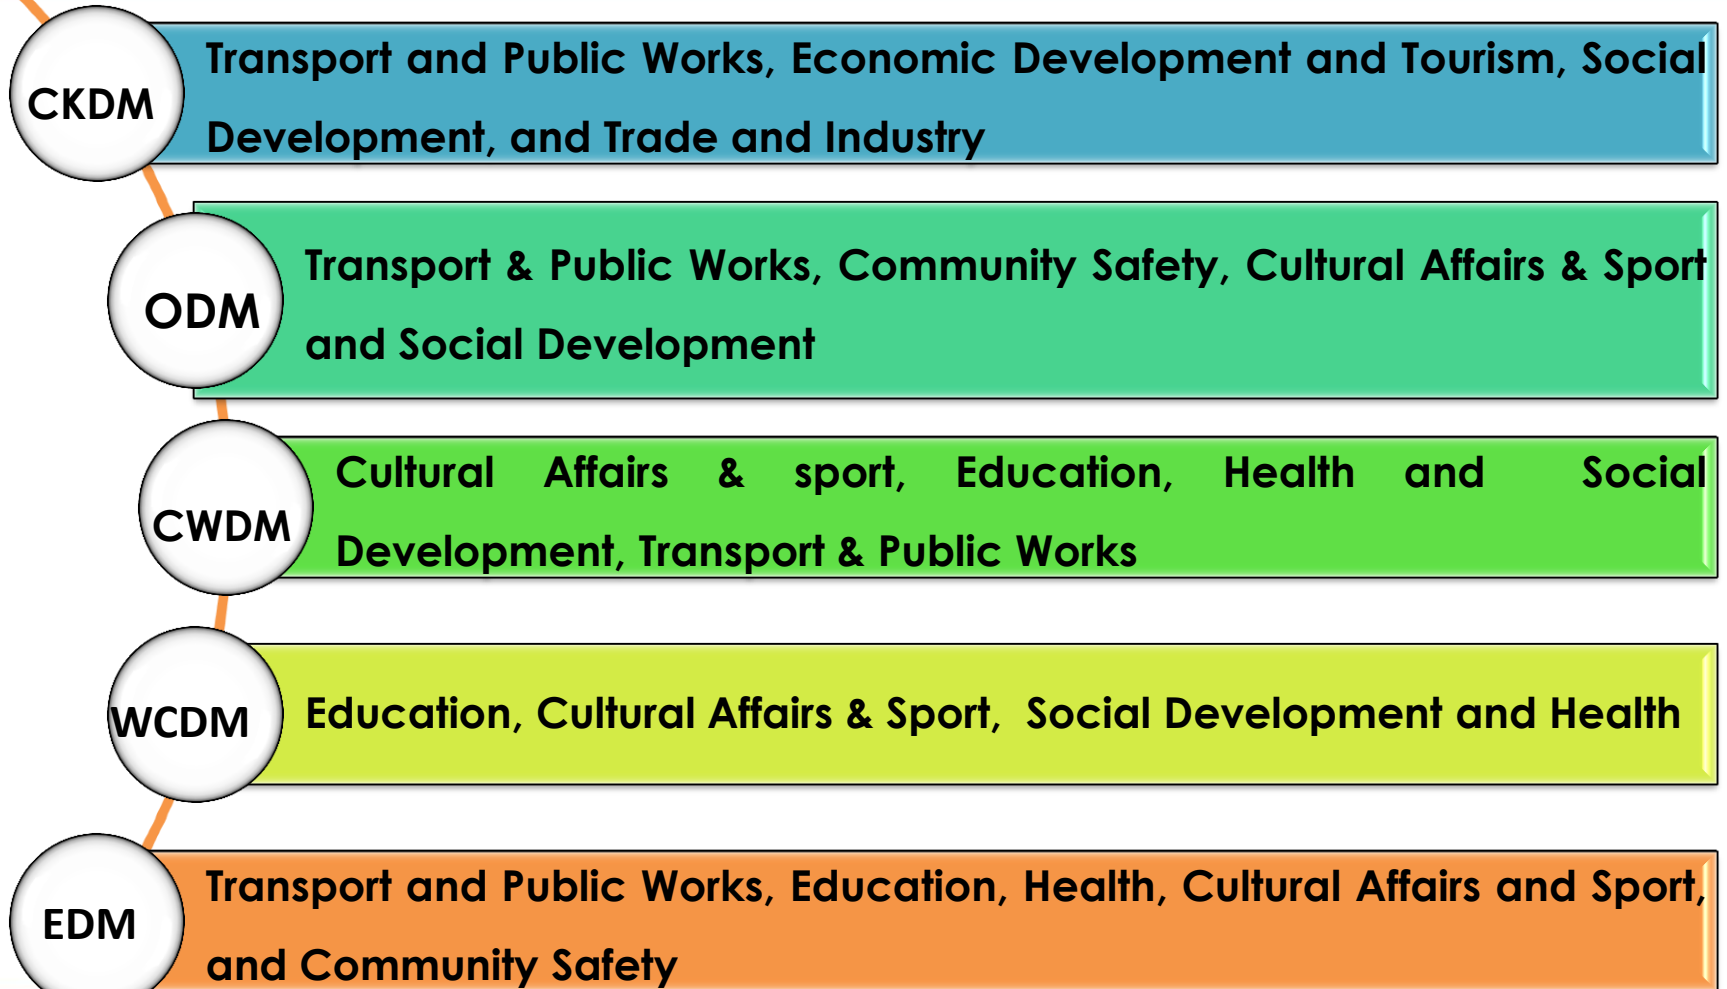 CKDM
Transport and Public Works, Economic Development and Tourism, Social
Development, and Trade and Industry
ODM
Transport & Public Works, Community Safety, Cultural Affairs & Sport
and Social Development
CWDM
Cultural Affairs & sport, Education, Health and Social
Development, Transport & Public Works
WCDM
Education, Cultural Affairs & Sport, Social Development and Health
EDM
Transport and Public Works, Education, Health, Cultural Affairs and Sport,
and Community Safety